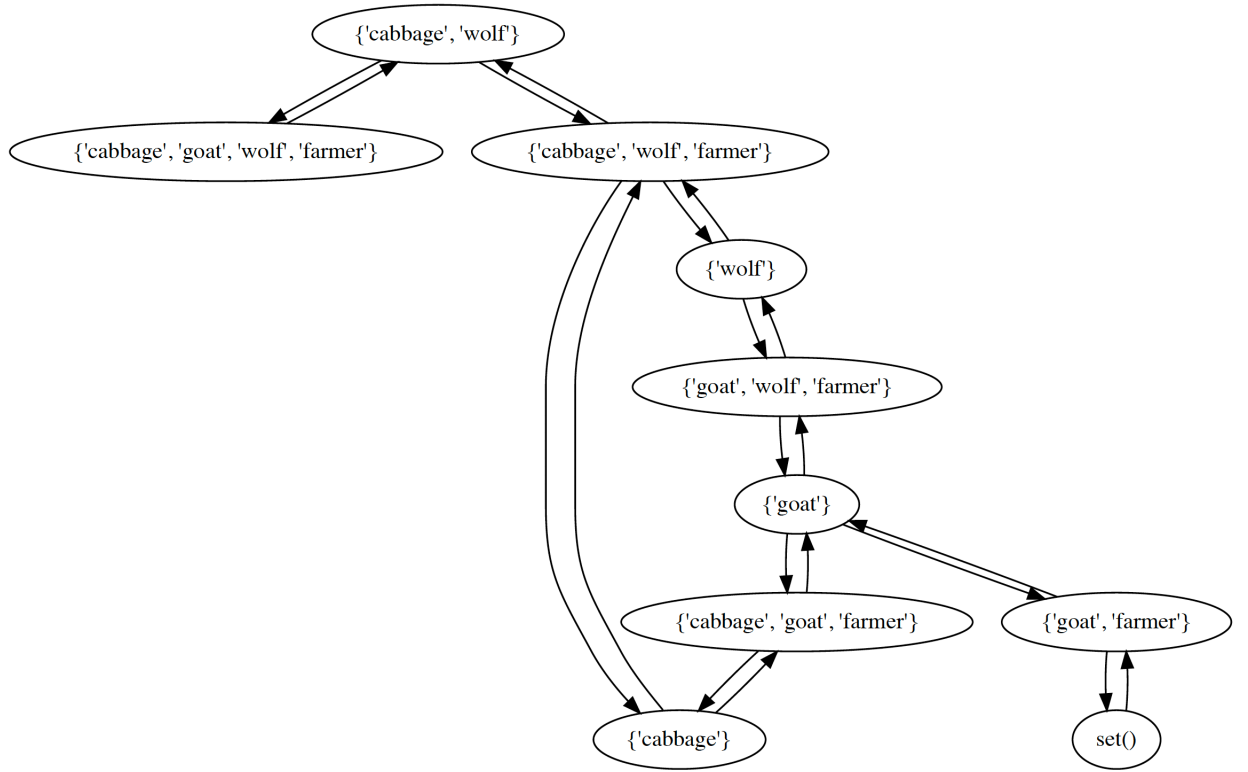 {'cabbage', 'wolf'}
{'cabbage', 'goat', 'wolf', 'farmer'}
{'cabbage', 'wolf', 'farmer'}
{'wolf'}
{'goat', 'wolf', 'farmer'}
{'goat'}
{'cabbage', 'goat', 'farmer'}
{'goat', 'farmer'}
{'cabbage'}
set()